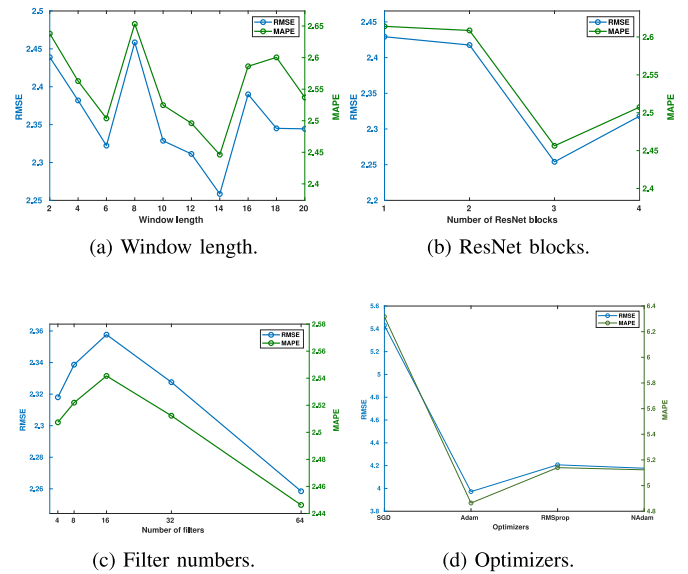 2.5
2.45
2.4
2.35
2.3
2.25
RMSE
RMSE
MAPE
2.65
2.6
2.55
2.5
2.45
2.4
MAPE
2 4 6 8 10 12 14 16 18 20
Window length
(a) Window length.
2.45
2.4
2.35
2.3
2.25
2.2
RMSE
RMSE
MAPE
2.6
2.55
2.5
2.45
2.4
MAPE
1 2 3 4
Number of ResNet blocks
(b) ResNet blocks.
2.36
2.34
2.32
2.3
2.28
2.26
RMSE
RMSE
MAPE
2.58
2.56
2.54
2.52
2.5
2.48
2.46
2.44
MAPE
4 8 16 32 64
Number of filters
(c) Filter numbers.
5.6
5.4
5.2
5
4.8
4.6
4.4
4.2
4
3.8
RMSE
RMSE
MAPE
6.4
6.2
6
5.8
5.6
5.4
5.2
5
4.8
MAPE
SGD Adam RMSprop NAdam
Optimizers
(d) Optimizers.